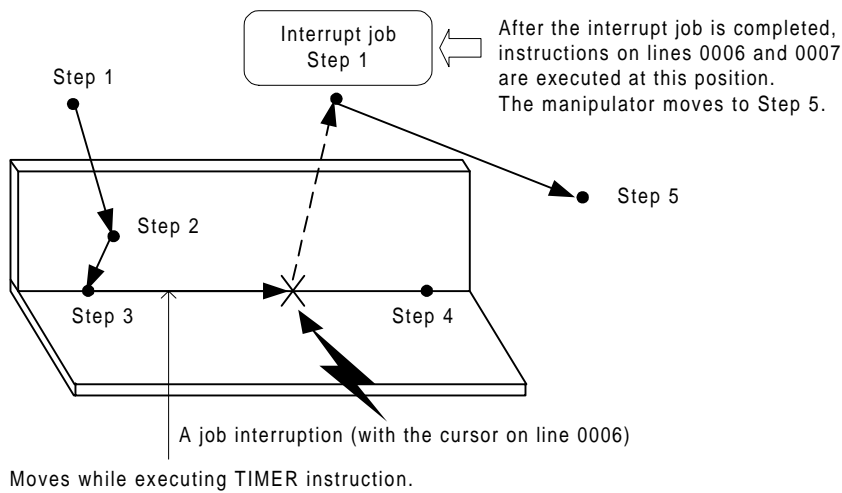 Interrupt job
Step 1
After the interrupt job is completed,
instructions on lines 0006 and 0007
are executed at this position.
The manipulator moves to Step 5.
Step 1
Step 5
Step 2
Step 3
Step 4
A job interruption (with the cursor on line 0006)
Moves while executing TIMER instruction.